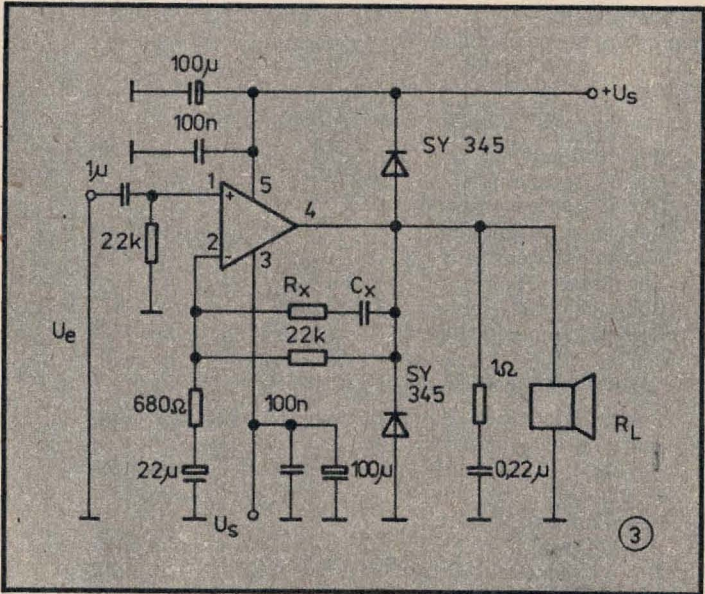 100µ
+Us
100n
SY 345
1µ
1
5
+
4
22k
2
-
3
Rx
Cx
Ue
22k
SY
345
1Ω
680Ω
100n
RL
22µ
100µ
0,22µ
Us
3